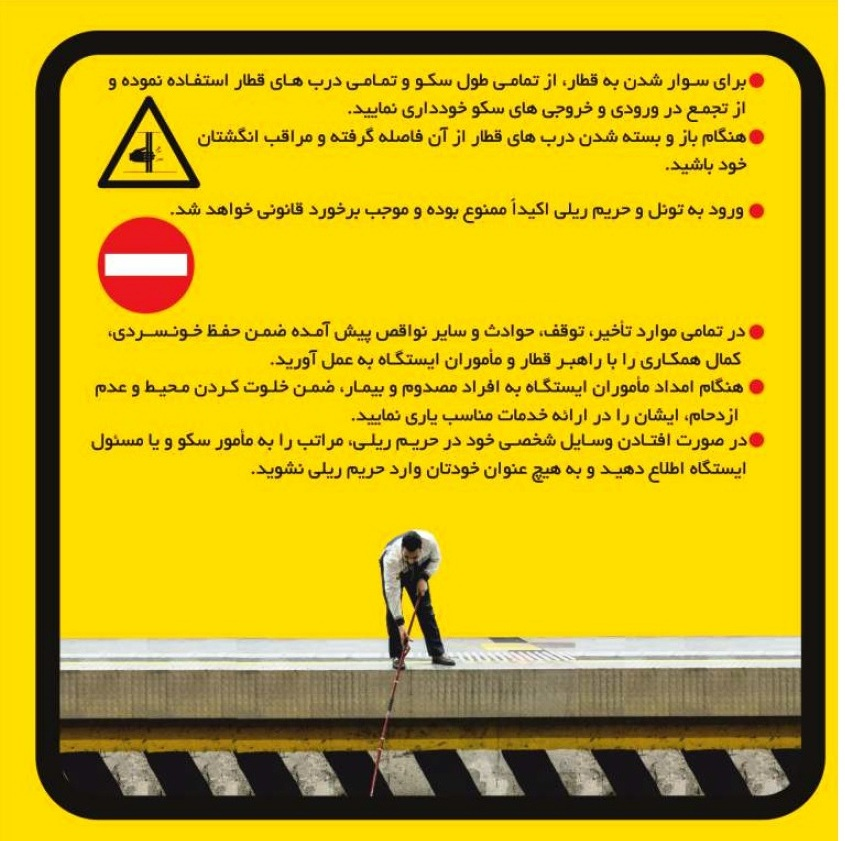 برای سوار شدن به قطار، از تمامی طول سکو و تمامی درب های قطار استفاده نموده و
از تجمع در ورودی و خروجی های سکو خودداری نمایید.
هنگام باز و بسته شدن درب های قطار از آن فاصله گرفته و مراقب انگشتان
خود باشید.
ورود به تونل و حریم ریلی اکیداً ممنوع بوده و موجب برخورد قانونی خواهد شد.
در تمامی موارد تأخیر، توقف، حوادث و سایر نواقص پیش آمده ضمن حفظ خونسردی،
کمال همکاری را با راهبر قطار و مأموران ایستگاه به عمل آورید.
هنگام امداد مأموران ایستگاه به افراد مصدوم و بیمار، ضمن خلوت کردن محیط و عدم
ازدحام، ایشان را در ارائه خدمات مناسب یاری نمایید.
در صورت افتادن وسایل شخصی خود در حریم ریلی، مراتب را به مأمور سکو و یا مسئول
ایستگاه اطلاع دهید و به هیچ عنوان خودتان وارد حریم ریلی نشوید.